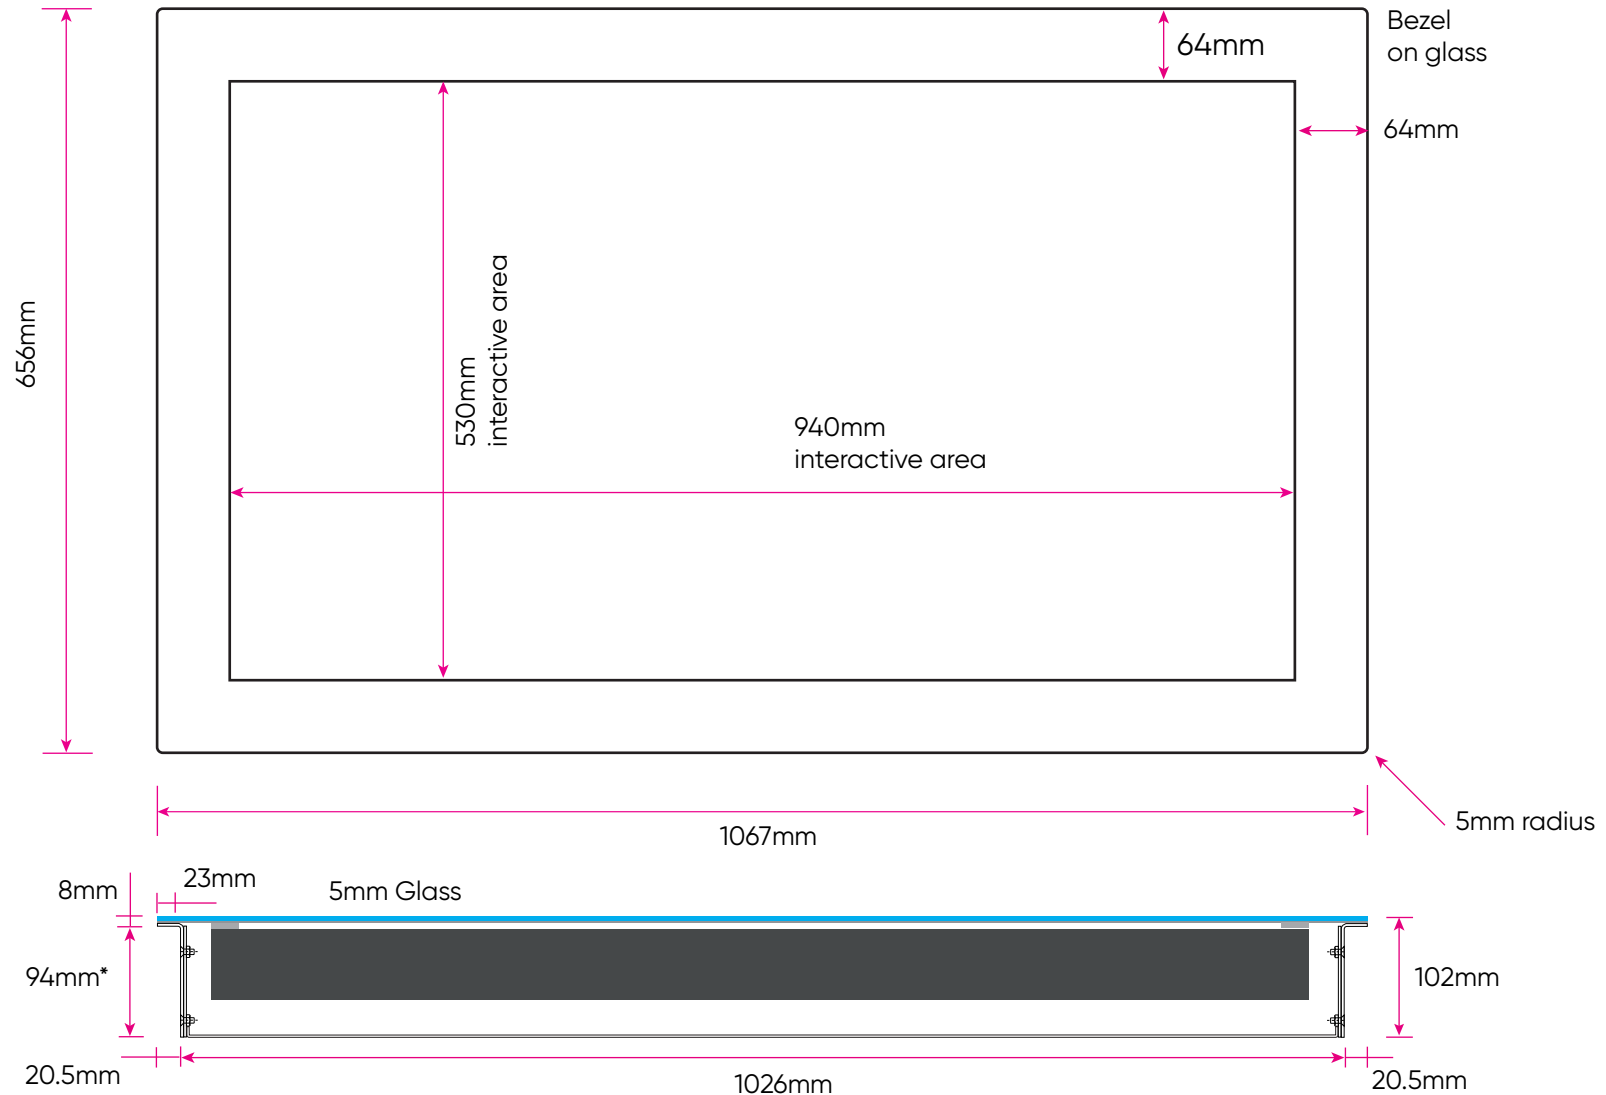 Bezel
on glass
64mm
64mm
656mm
530mm
interactive area
940mm
interactive area
1067mm
5mm radius
8mm
23mm
5mm Glass
94mm*
102mm
20.5mm
1026mm
20.5mm